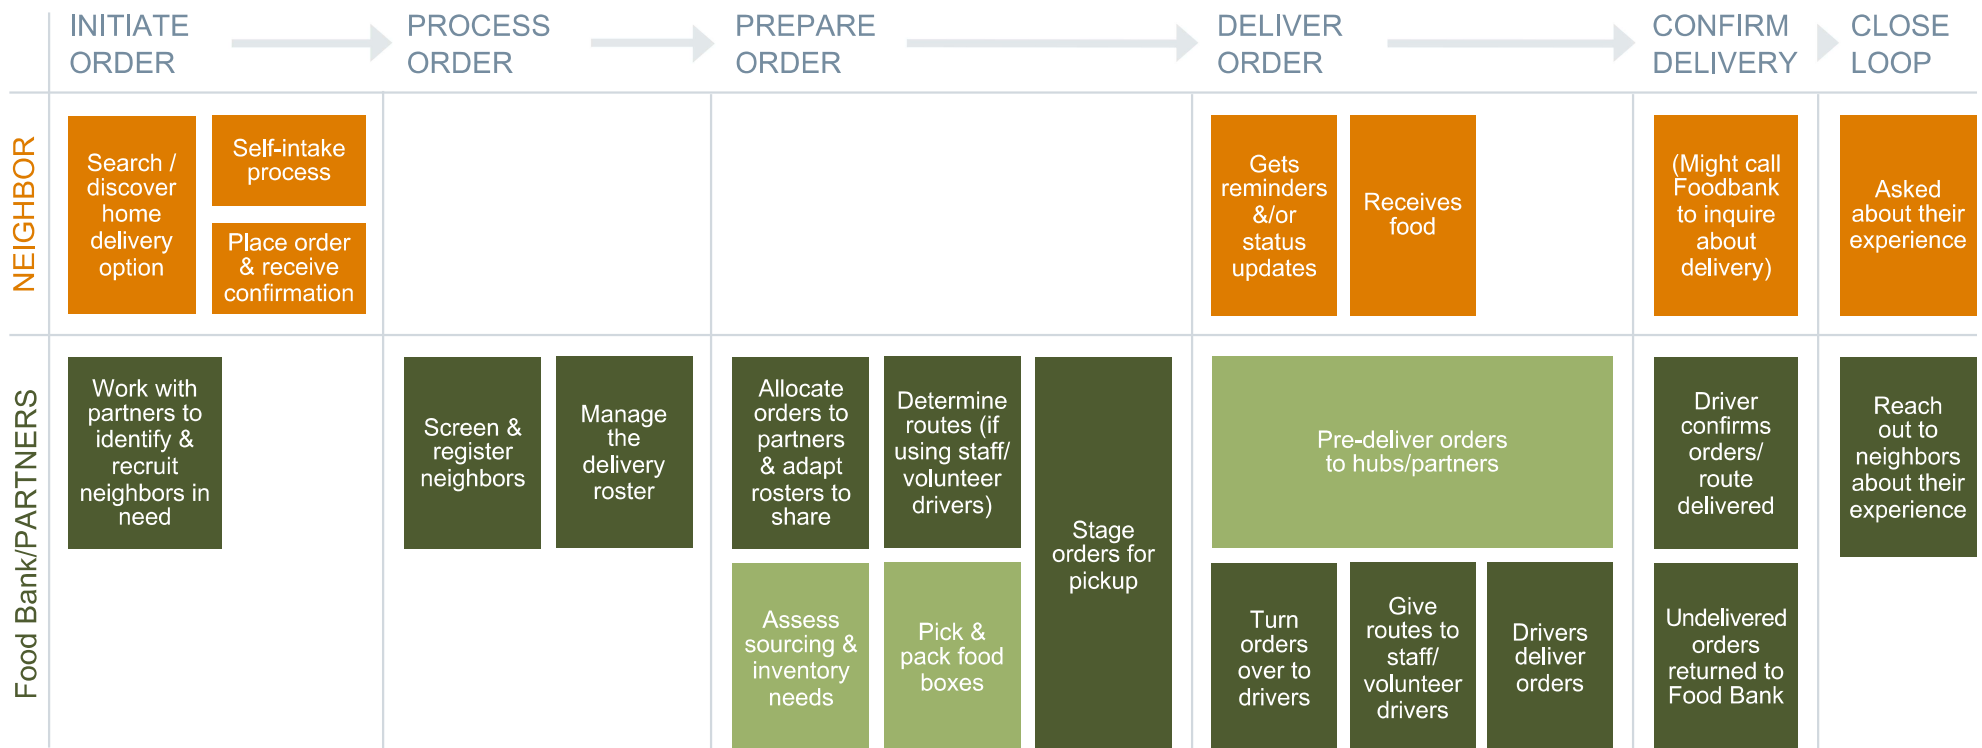 INITIATE
ORDER
PROCESS
ORDER
PREPARE
ORDER
DELIVER
ORDER
CONFIRM
DELIVERY
CLOSE
LOOP
NEIGHBOR
Search /
discover
home
delivery
option
Self-intake
process
Place order
& receive
confirmation
Gets
reminders
&/or
status
updates
Receives
food
(Might call
Foodbank
to inquire
about
delivery)
Asked
about their
experience
Food Bank/PARTNERS
Work with
partners to
identify &
recruit
neighbors in
need
Screen &
register
neighbors
Manage
the
delivery
roster
Allocate
orders to
partners
& adapt
rosters to
share
Determine
routes (if
using staff/
volunteer
drivers)
Stage
orders for
pickup
Assess
sourcing &
inventory
needs
Pick &
pack food
boxes
Pre-deliver orders
to hubs/partners
Turn
orders
over to
drivers
Give
routes to
staff/
volunteer
drivers
Drivers
deliver
orders
Driver
confirms
orders/
route
delivered
Undelivered
orders
returned to
Food Bank
Reach
out to
neighbors
about their
experience